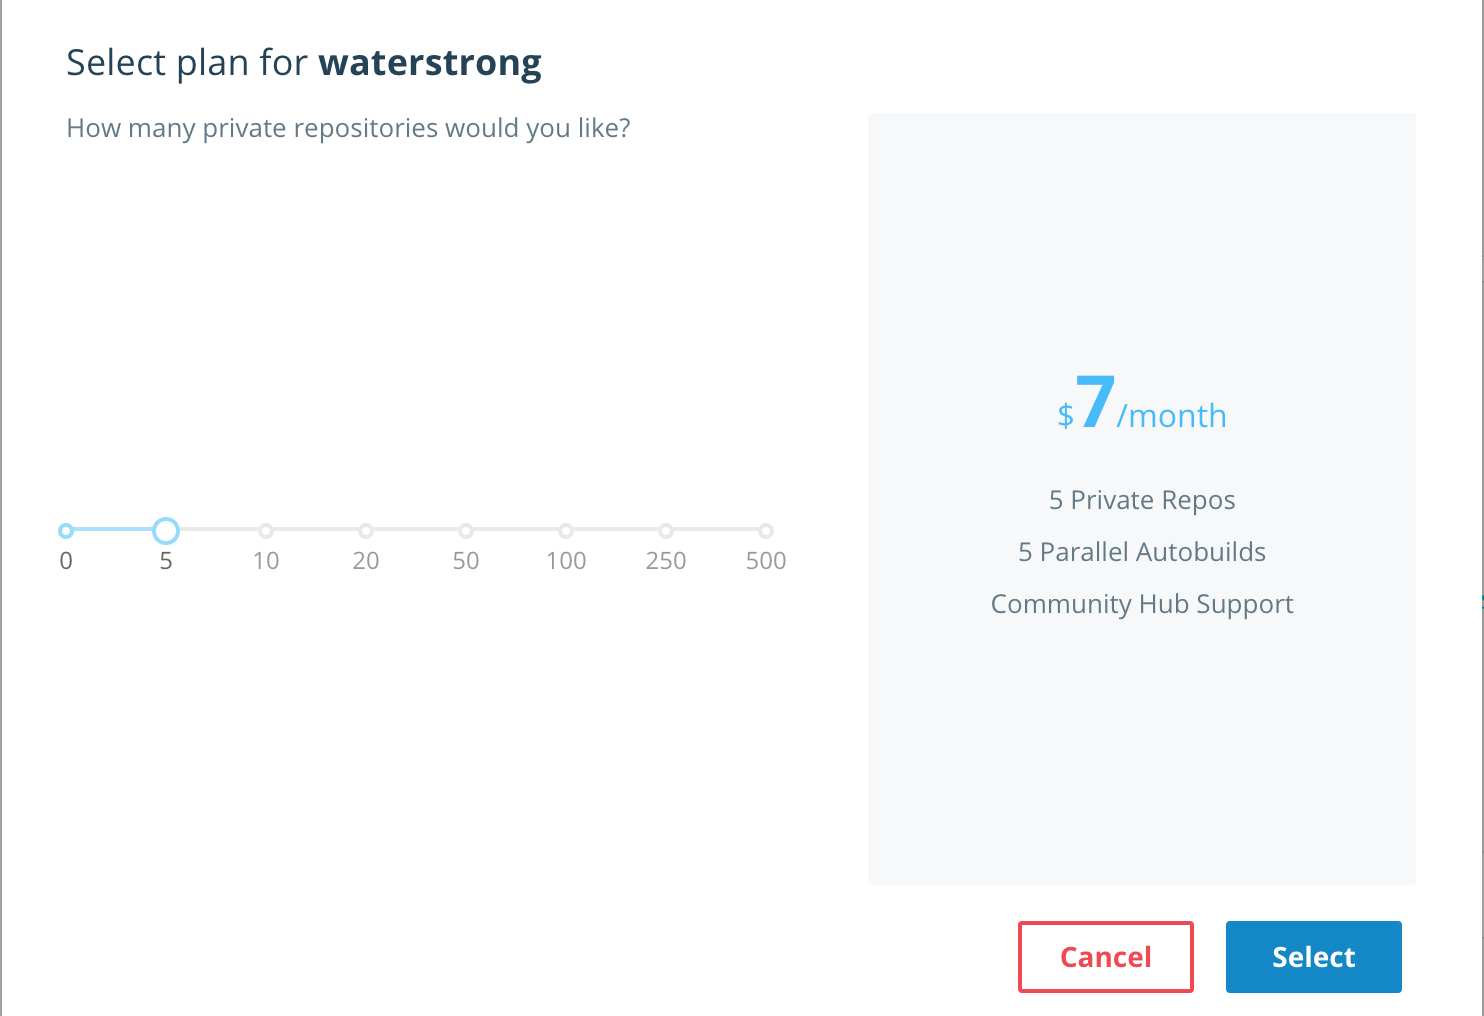 Select plan for waterstrong
How many private repositories would you like?
0 5 10 20 50 100 250 500
$7/month
5 Private Repos
5 Parallel Autobuilds
Community Hub Support
Cancel Select